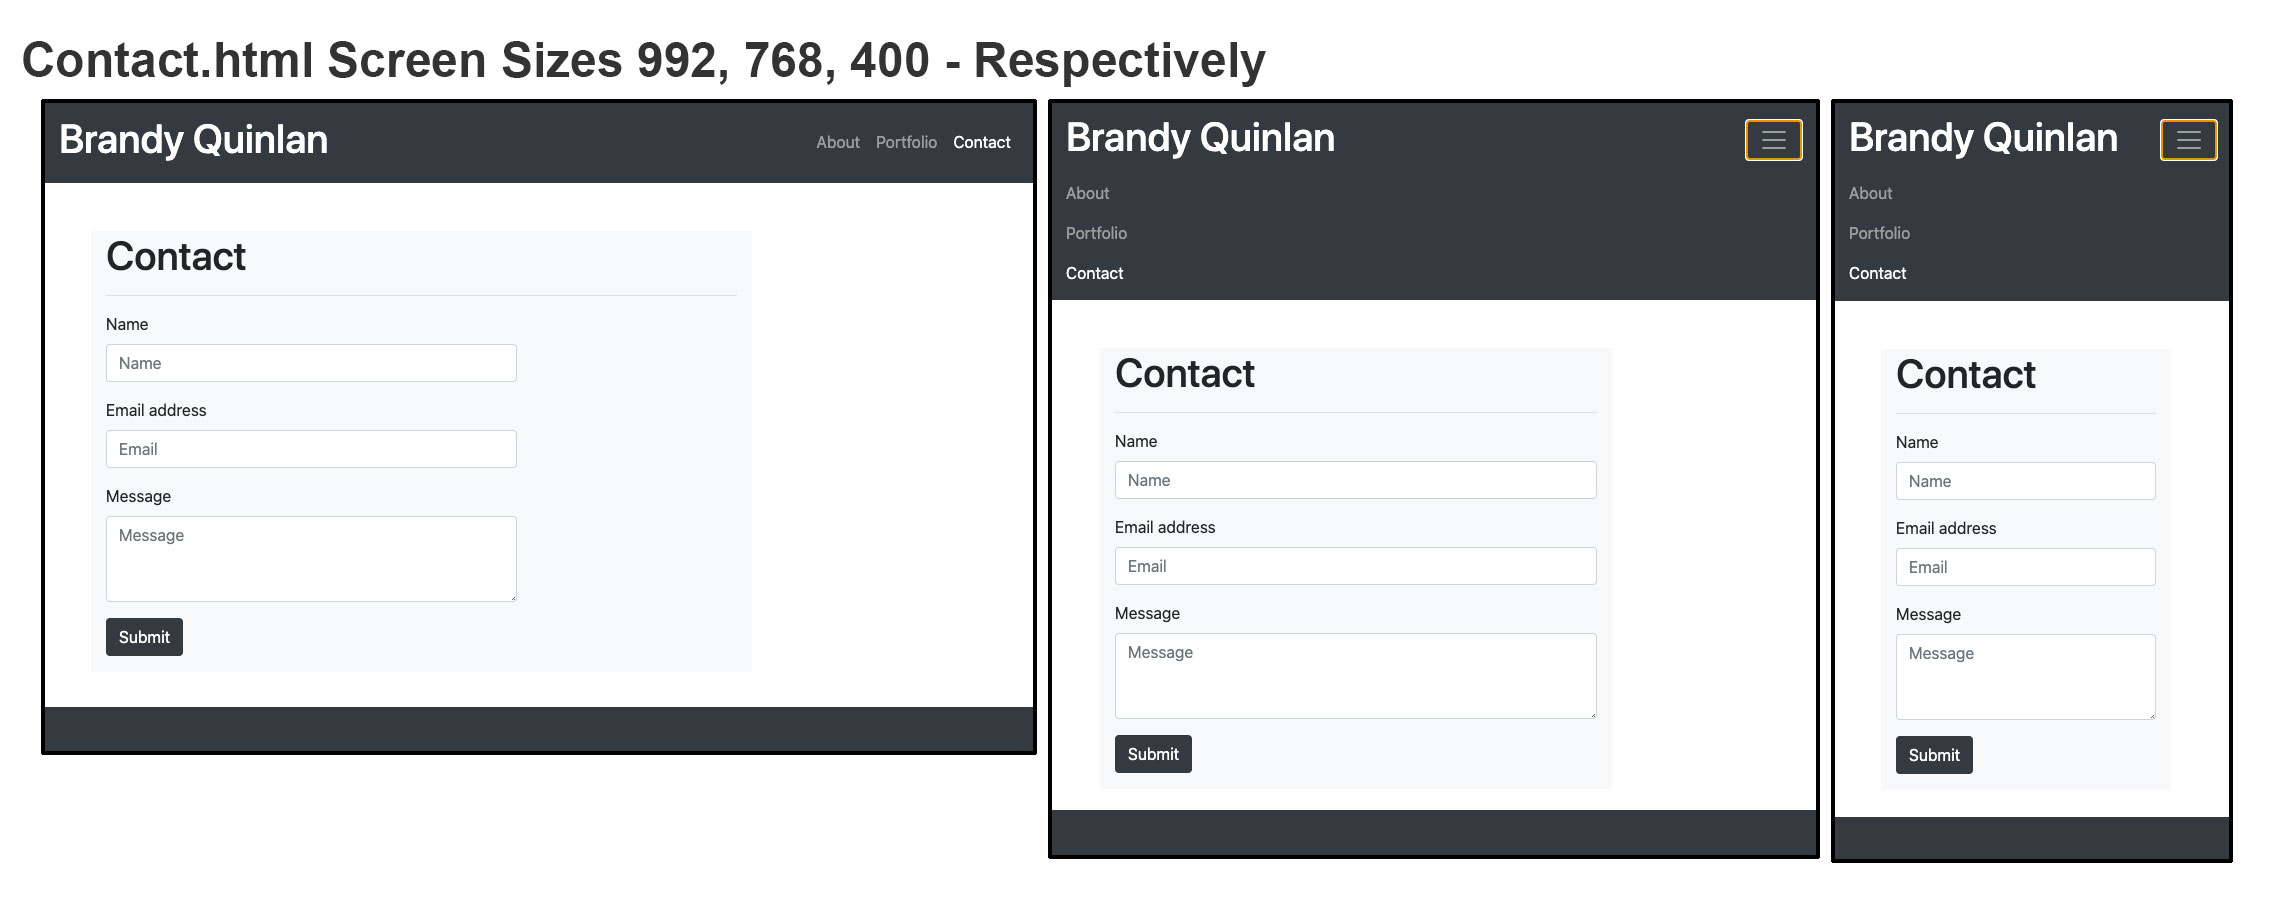 Contact.html Screen Sizes 992, 768, 400 - Respectively
Brandy Quinlan
About Portfolio Contact
Contact
Name
Name
Email address
Email
Message
Message
Submit
Brandy Quinlan
About
Portfolio
Contact
Contact
Name
Name
Email address
Email
Message
Message
Submit
Brandy Quinlan
About
Portfolio
Contact
Contact
Name
Name
Email address
Email
Message
Message
Submit